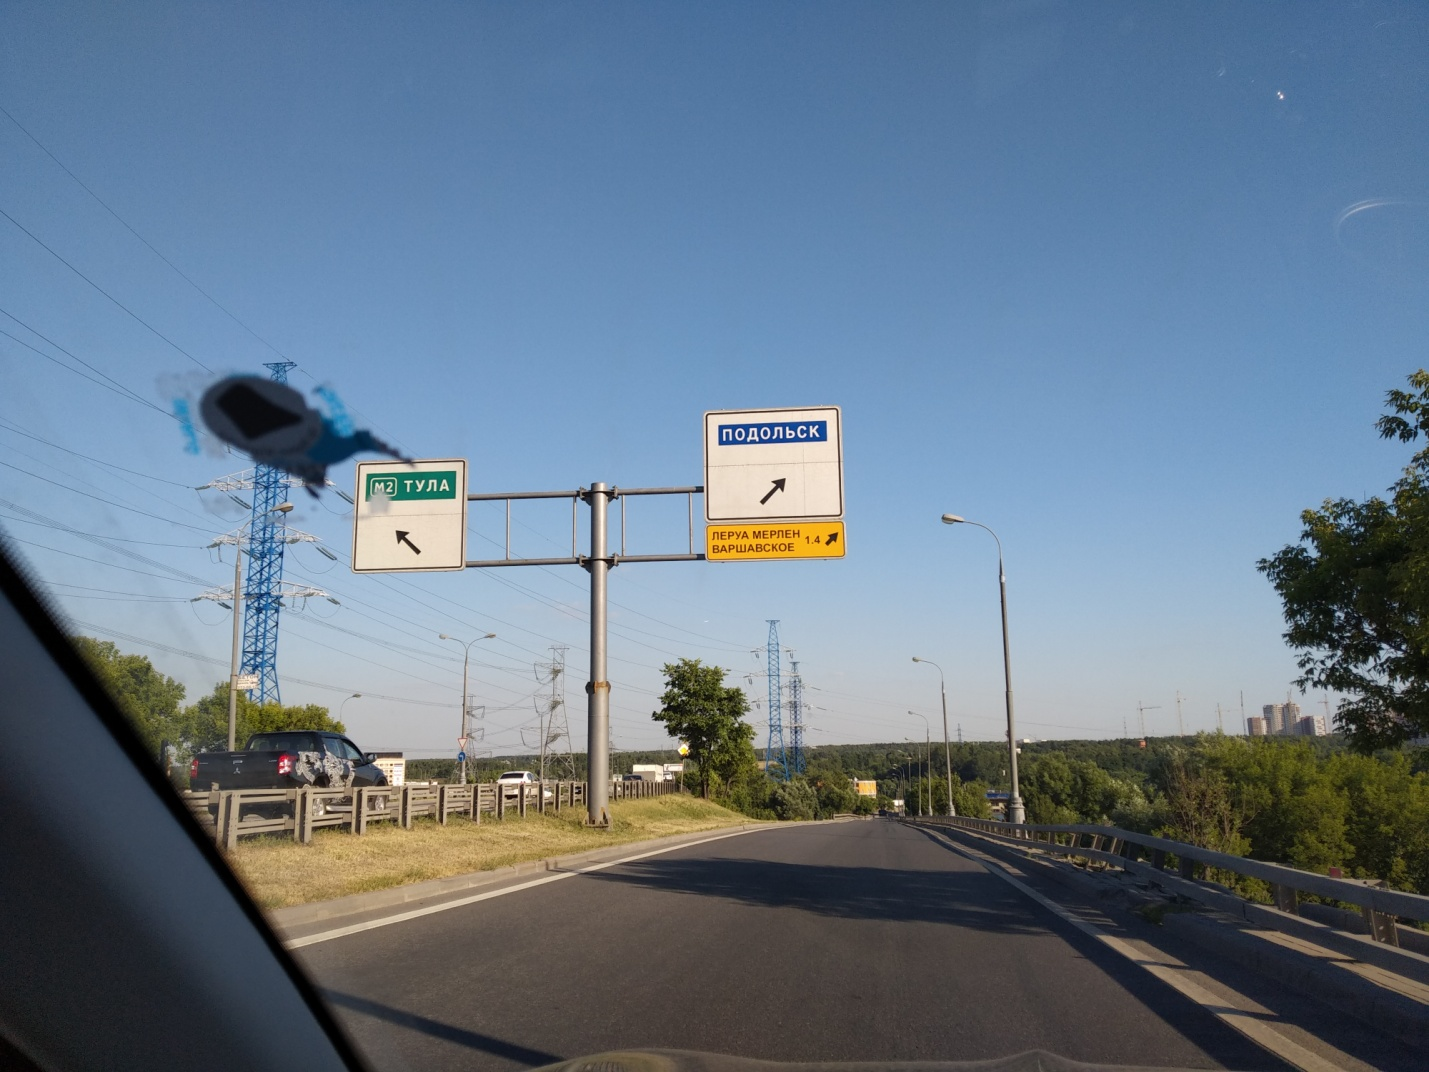 М2 ТУЛА
ПОДОЛЬСК
ЛЕРУА МЕРЛЕН
ВАРШАВСКОЕ
1.4